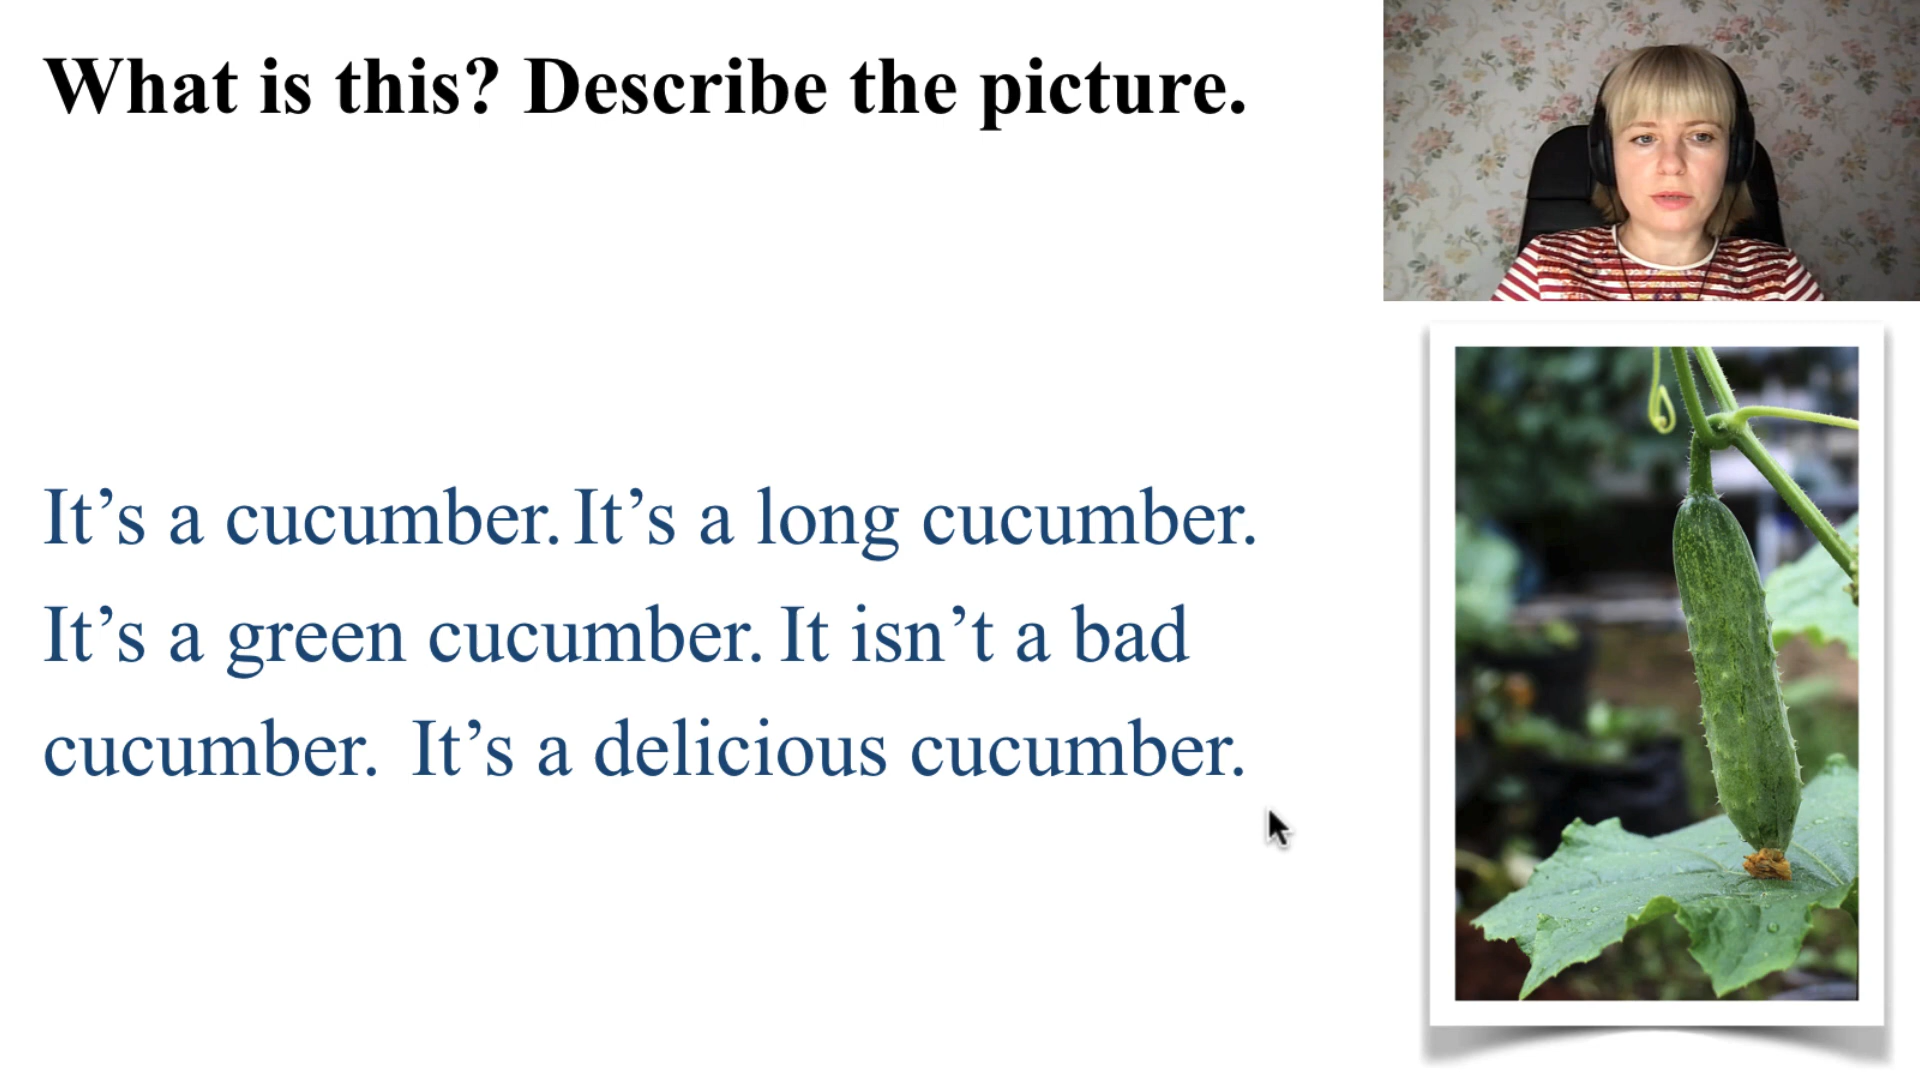 What is this? Describe the picture.
It’s a cucumber. It’s a long cucumber.
It’s a green cucumber. It isn’t a bad
cucumber. It’s a delicious cucumber.